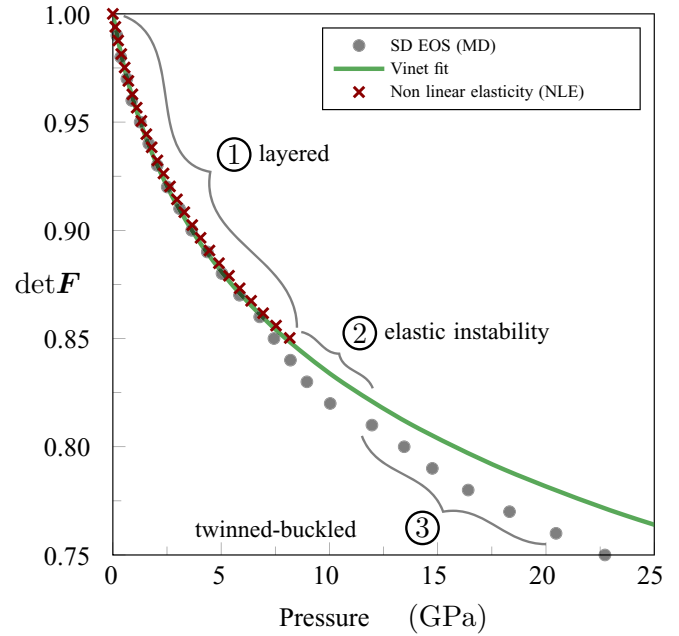 1.00
SD EOS (MD)
Vinet fit
Non linear elasticity (NLE)
0.95
1 layered
0.90
detF
2 elastic instability
0.85
0.80
twinned-buckled 3
0.75
0 5 10 15 20 25
Pressure (GPa)